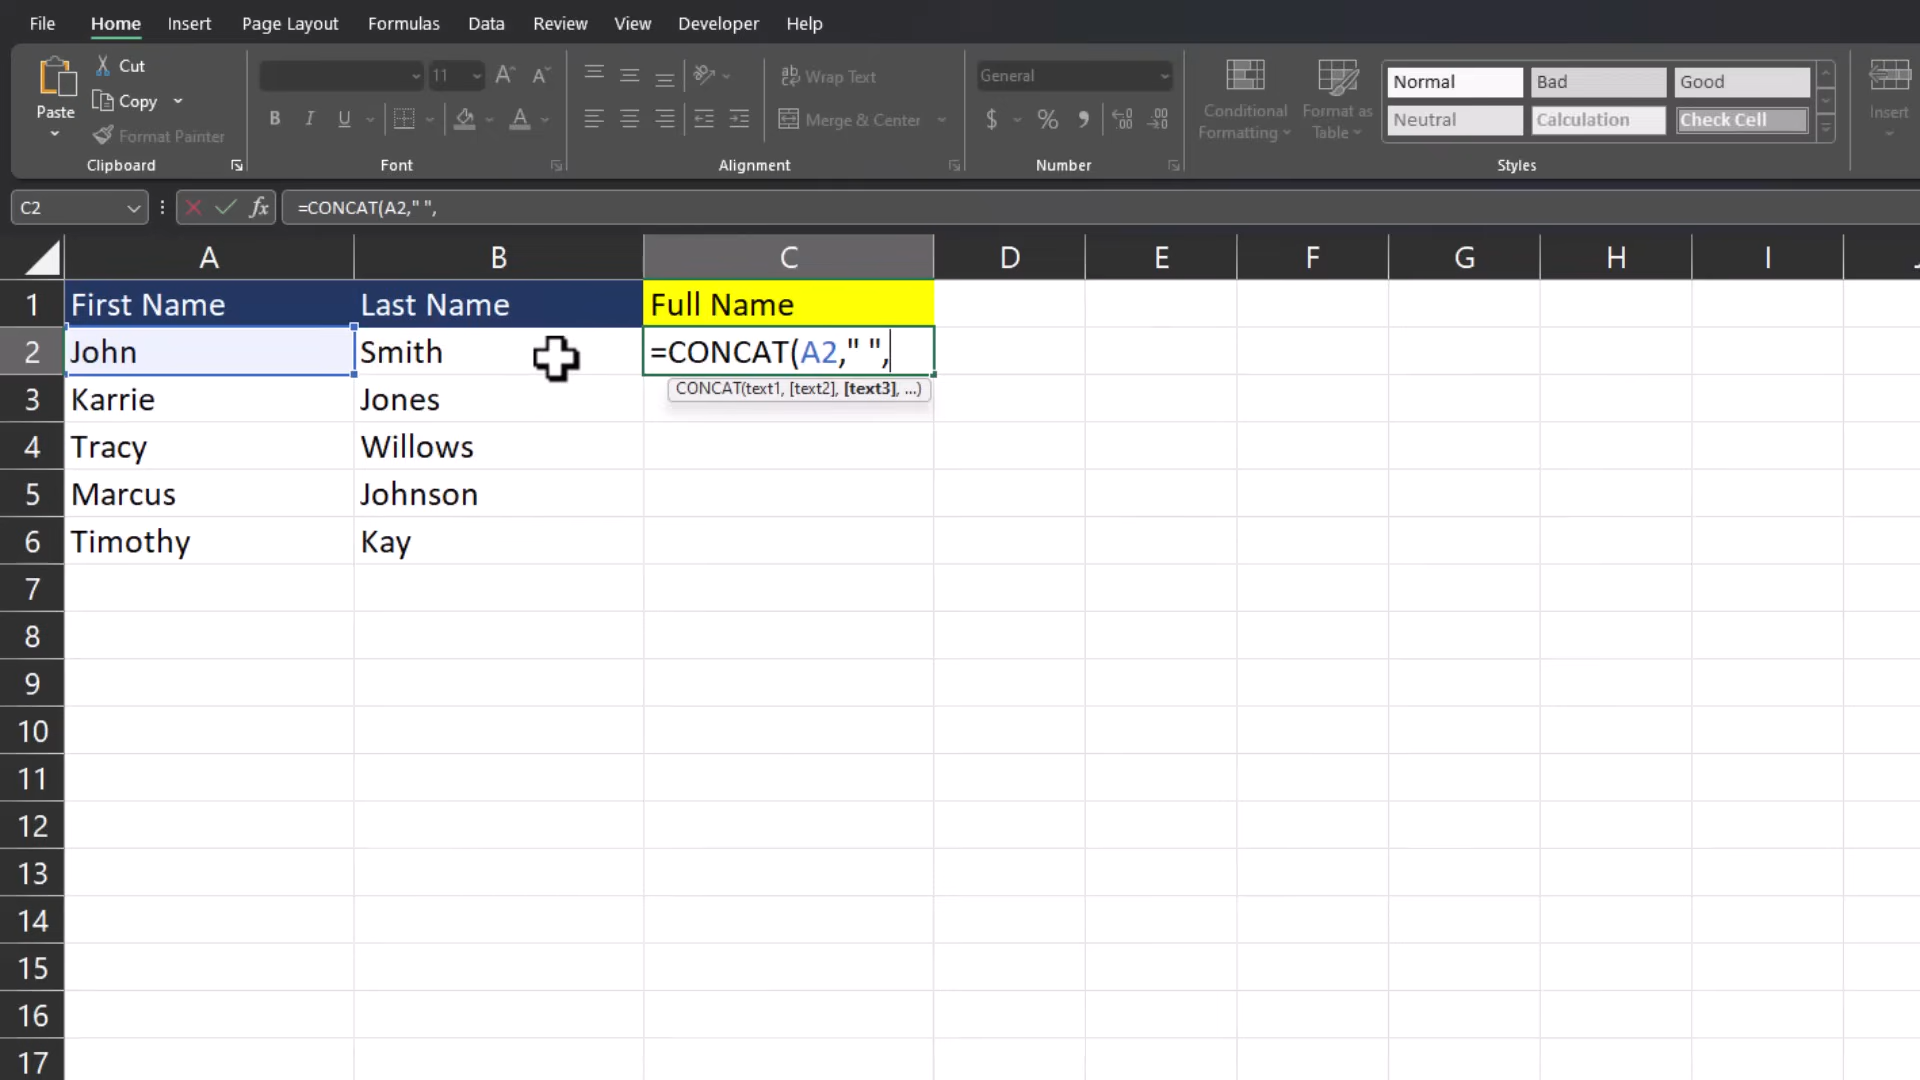 File Home Insert Page Layout Formulas Data Review View Developer Help
Paste
Cut
Copy
Format Painter
Clipboard
11 A A
B I U A
Font
ab Wrap Text
Merge & Center
Alignment
General
$ % 9 .00
Number
Conditional Formatting
Format as Table
Normal Bad Good
Neutral Calculation Check Cell
Styles
Insert
C2 fx =CONCAT(A2," ",
A B C D E F G H I
1 First Name Last Name Full Name
2 John Smith =CONCAT(A2," ",
CONCAT(text1, [text2], [text3], ...)
3 Karrie Jones
4 Tracy Willows
5 Marcus Johnson
6 Timothy Kay
7
8
9
10
11
12
13
14
15
16
17